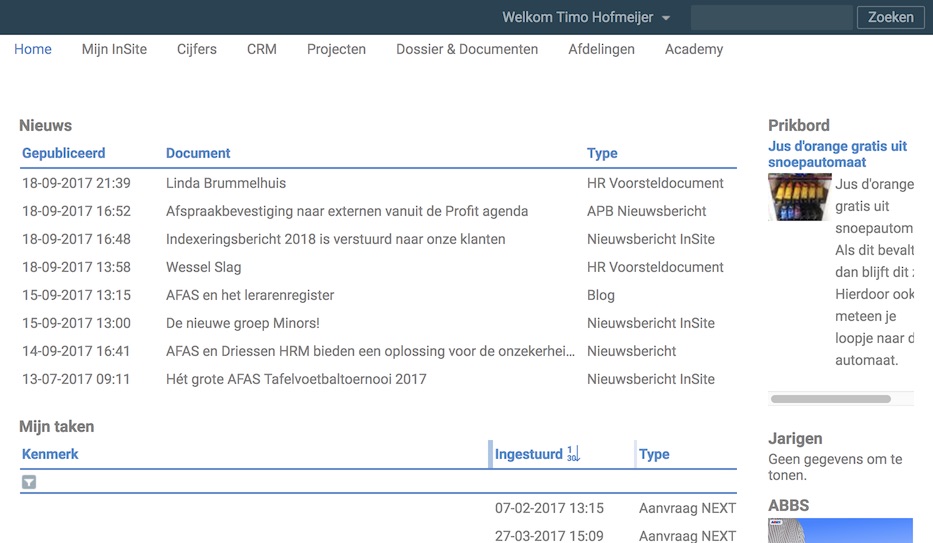 Welkom Timo Hofmeijer
Zoeken
Home Mijn InSite Cijfers CRM Projecten Dossier & Documenten Afdelingen Academy
Nieuws
Gepubliceerd Document Type
18-09-2017 21:39 Linda Brummelhuis HR Voorsteldocument
18-09-2017 16:52 Afspraakbevestiging naar externen vanuit de Profit agenda APB Nieuwsbericht
18-09-2017 16:48 Indexeringsbericht 2018 is verstuurd naar onze klanten Nieuwsbericht InSite
18-09-2017 13:58 Wessel Slag HR Voorsteldocument
15-09-2017 13:15 AFAS en het lerarenregister Blog
15-09-2017 13:00 De nieuwe groep Minors! Nieuwsbericht InSite
14-09-2017 16:41 AFAS en Driessen HRM bieden een oplossing voor de onzekerhei... Nieuwsbericht
13-07-2017 09:11 Hét grote AFAS Tafelvoetbaltoernooi 2017 Nieuwsbericht InSite
Mijn taken
Kenmerk Ingestuurd Type
07-02-2017 13:15 Aanvraag NEXT
27-03-2017 15:09 Aanvraag NEXT
Prikbord
Jus d'orange gratis uit
snoepautomaat
Jus d'orange
gratis uit
snoepautom
Als dit bevalt
dan blijft dit
Hierdoor ook
meteen je
loopje naar d
automaat.
Jarigen
Geen gegevens om te
tonen.
ABBS